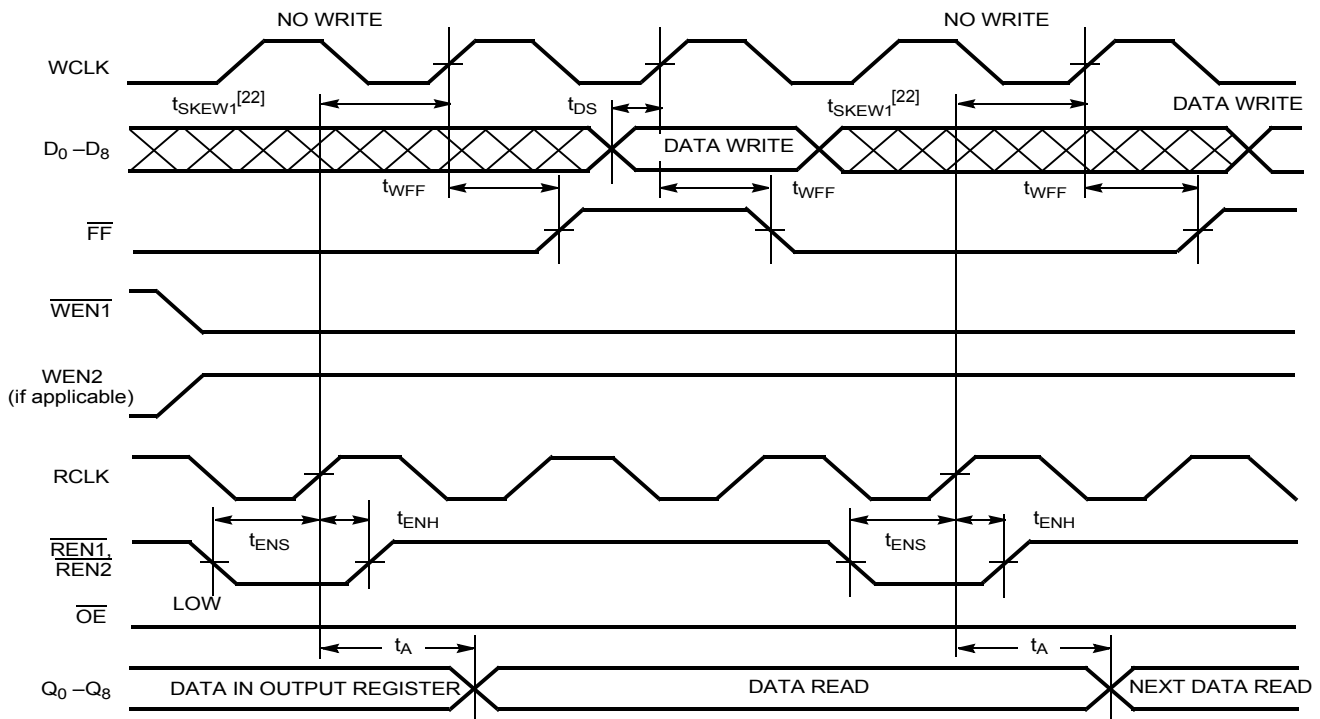 NO WRITE NO WRITE
WCLK
tSKEW1[22] tDS tSKEW1[22] DATA WRITE
D0 –D8 DATA WRITE
tWFF tWFF tWFF
FF
WEN1
WEN2
(if applicable)
RCLK
tENH tENH
REN1, tENS tENS
REN2
LOW
OE
tA tA
Q0 –Q8 DATA IN OUTPUT REGISTER DATA READ NEXT DATA READ